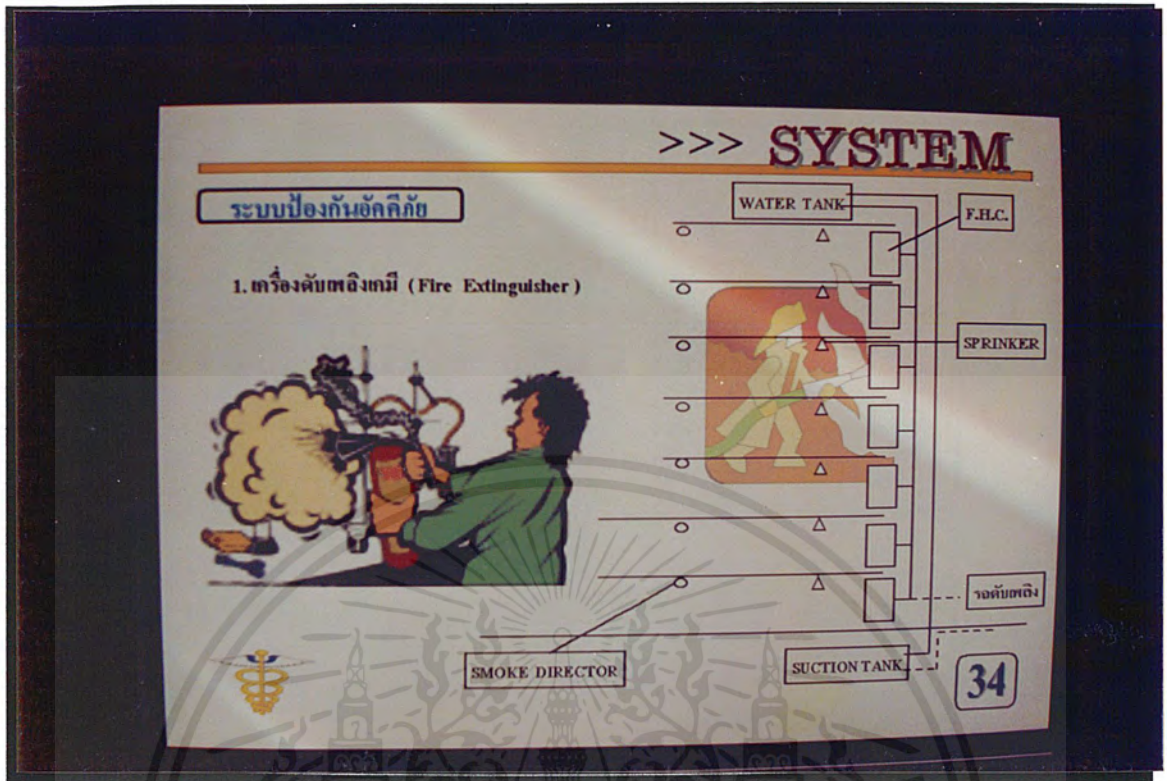 >>> SYSTEM
ระบบป้องกันอัคคีภัย
WATER TANK
F.H.C.
1. เครื่องดับเพลิงเคมี (Fire Extinguisher)
SPRINKER
รถดับเพลิง
SMOKE DIRECTOR
SUCTION TANK
34